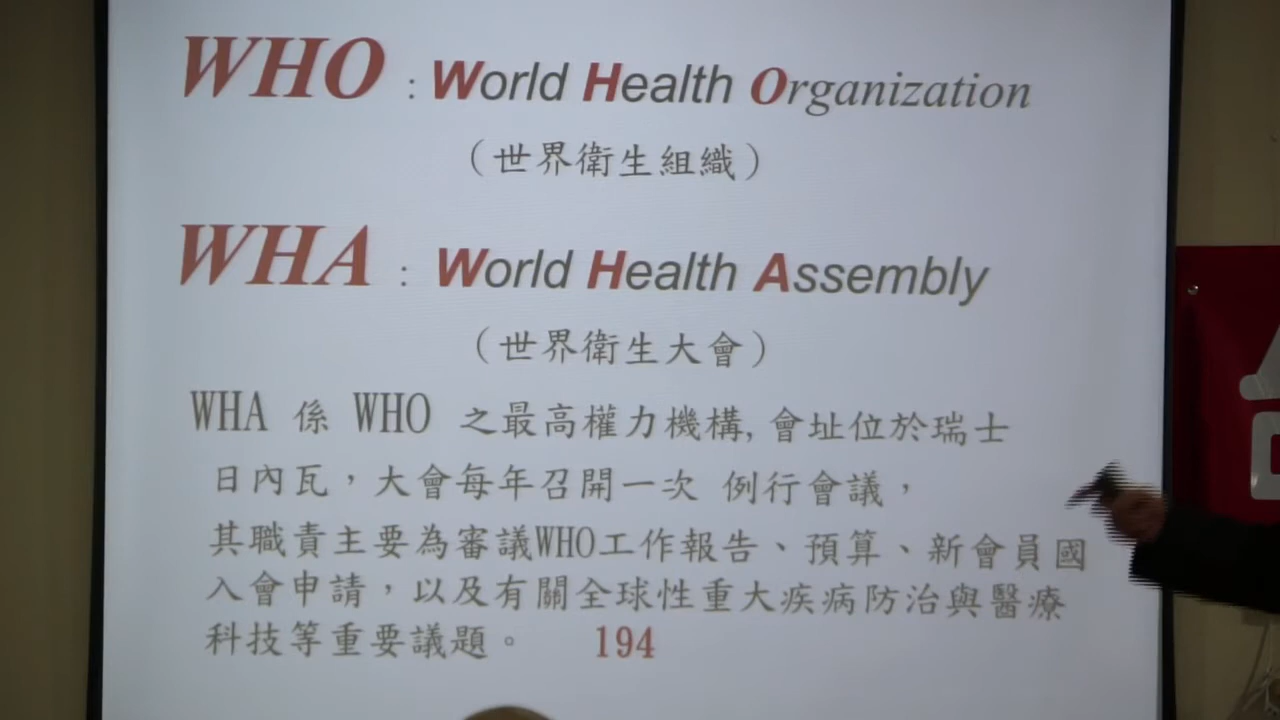 WHO : World Health Organization
（世界衛生組織）
WHA : World Health Assembly
（世界衛生大會）
WHA 係 WHO 之最高權力機構, 會址位於瑞士
日內瓦，大會每年召開一次 例行會議，
其職責主要為審議WHO工作報告、預算、新會員國
入會申請，以及有關全球性重大疾病防治與醫療
科技等重要議題。 194